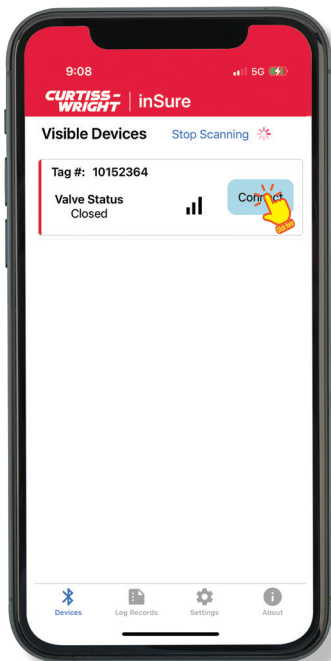 9:08
5G
CURTISS-
WRIGHT | inSure
Visible Devices Stop Scanning
Tag #: 10152364
Valve Status
Closed
Connect
Devices Log Records Settings About